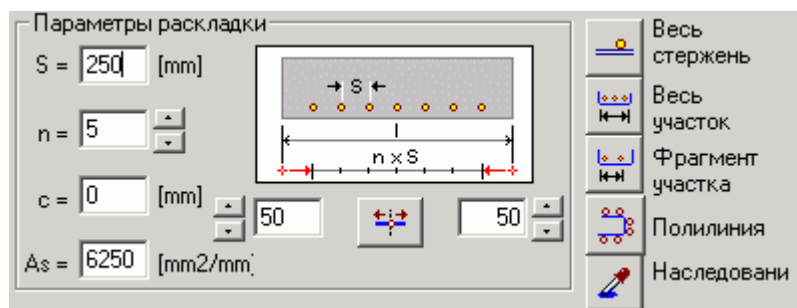 Параметры раскладки
S = 250 [mm]
n = 5
c = 0 [mm]
As = 6250 [mm2/mm]
S
l
n x S
50
50
Весь
стержень
Весь
участок
Фрагмент
участка
Полилиния
Наследовани